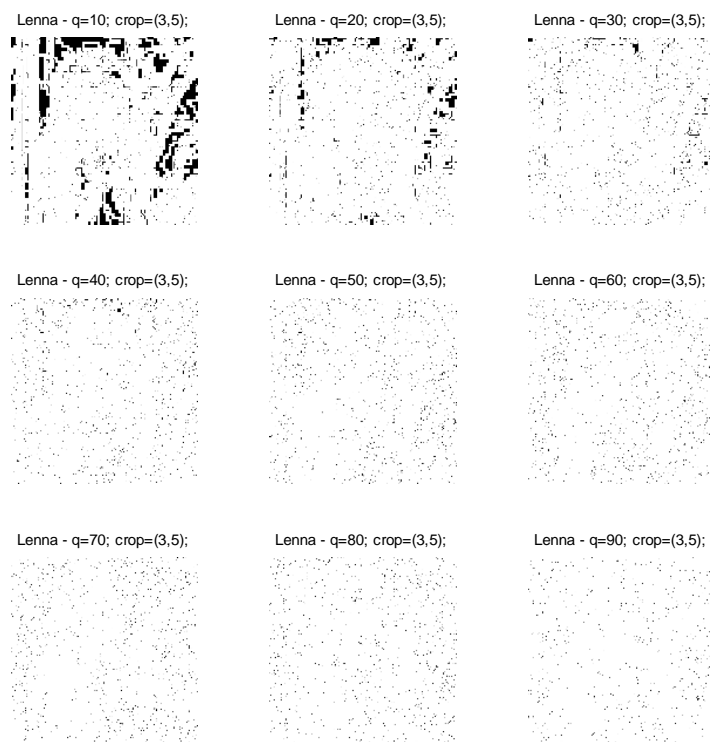 Lenna - q=10; crop=(3,5);
Lenna - q=20; crop=(3,5);
Lenna - q=30; crop=(3,5);
Lenna - q=40; crop=(3,5);
Lenna - q=50; crop=(3,5);
Lenna - q=60; crop=(3,5);
Lenna - q=70; crop=(3,5);
Lenna - q=80; crop=(3,5);
Lenna - q=90; crop=(3,5);